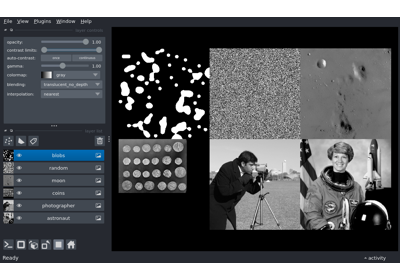 File View Plugins Window Help
opacity: 1.00
contrast limits:
auto-contrast: once continuous
gamma: 1.00
colormap: gray
blending: translucent_no_depth
interpolation: nearest
blobs
random
moon
coins
photographer
astronaut
Ready activity